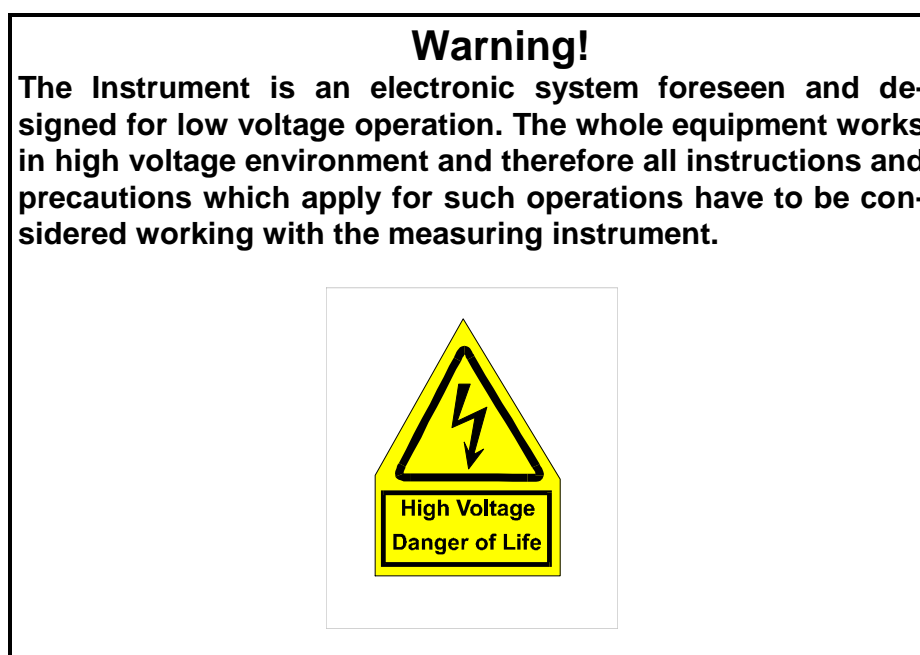 Warning!
The Instrument is an electronic system foreseen and de-
signed for low voltage operation. The whole equipment works
in high voltage environment and therefore all instructions and
precautions which apply for such operations have to be con-
sidered working with the measuring instrument.
High Voltage
Danger of Life